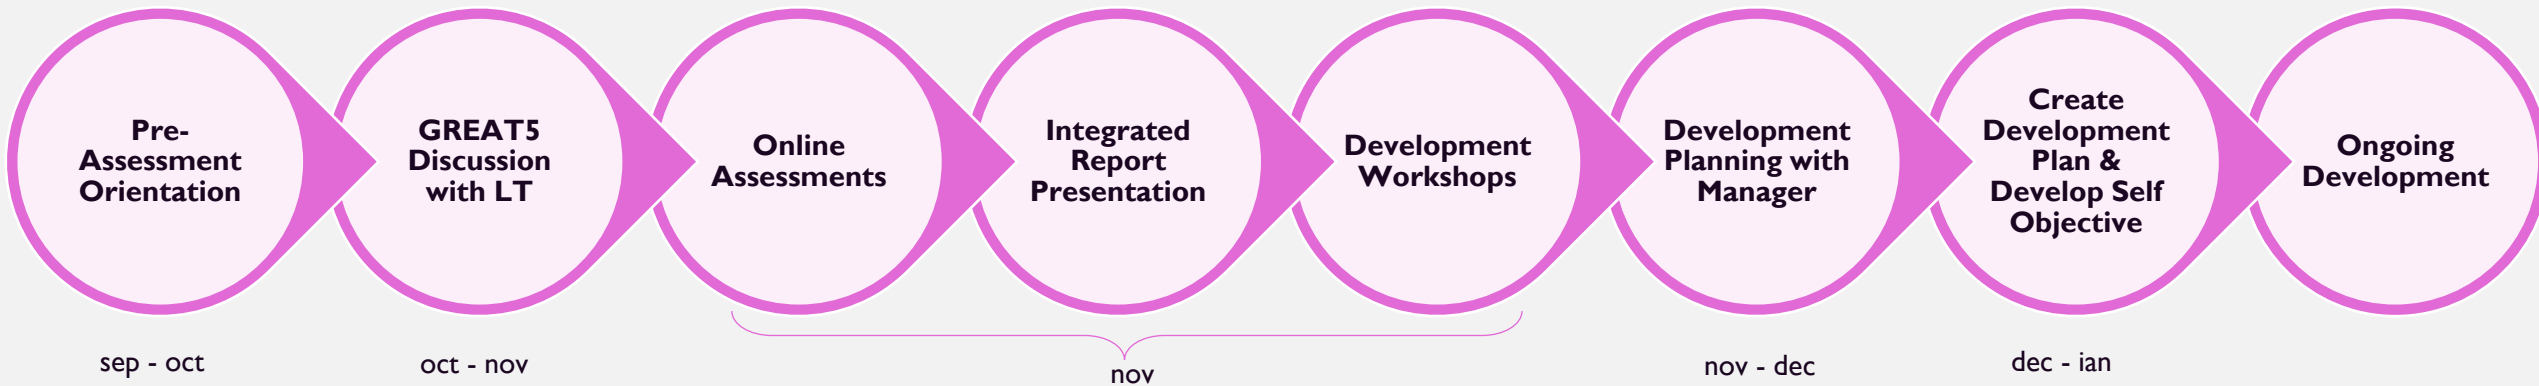 Pre-
Assessment
Orientation
GREAT5
Discussion
with LT
Online
Assessments
Integrated
Report
Presentation
Development
Workshops
Development
Planning with
Manager
Create
Development
Plan &
Develop Self
Objective
Ongoing
Development
sep - oct
oct - nov
nov
nov - dec
dec - ian